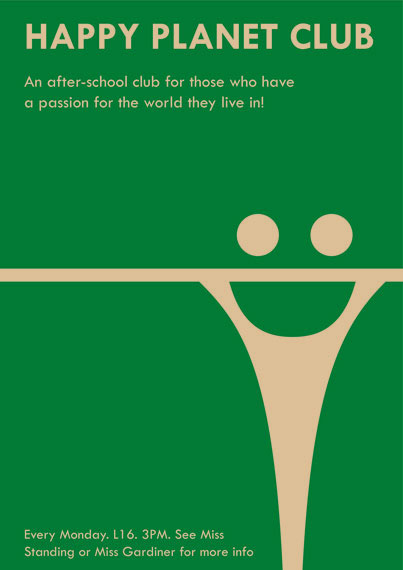 HAPPY PLANET CLUB
An after-school club for those who have
a passion for the world they live in!
Every Monday. L16. 3PM. See Miss
Standing or Miss Gardiner for more info